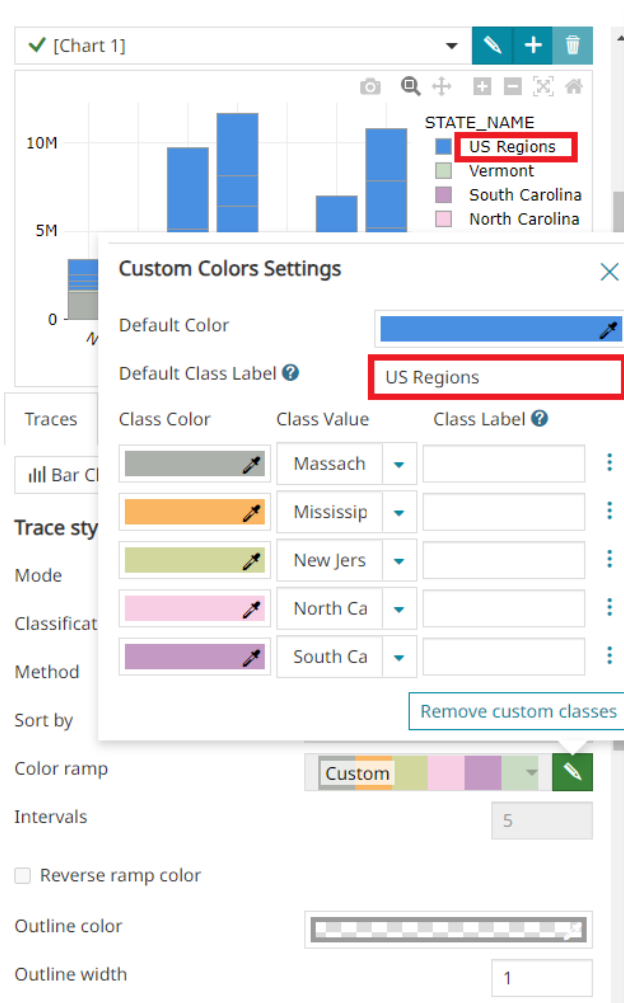 [Chart 1]
STATE_NAME
US Regions
Vermont
South Carolina
North Carolina
10M
5M
0
Custom Colors Settings
Default Color
Default Class Label ?
US Regions
Class Color Class Value Class Label ?
Massach
Mississip
New Jers
North Ca
South Ca
Remove custom classes
Traces
Bar Cl
Trace sty
Mode
Classificat
Method
Sort by
Color ramp Custom
Intervals 5
Reverse ramp color
Outline color
Outline width 1